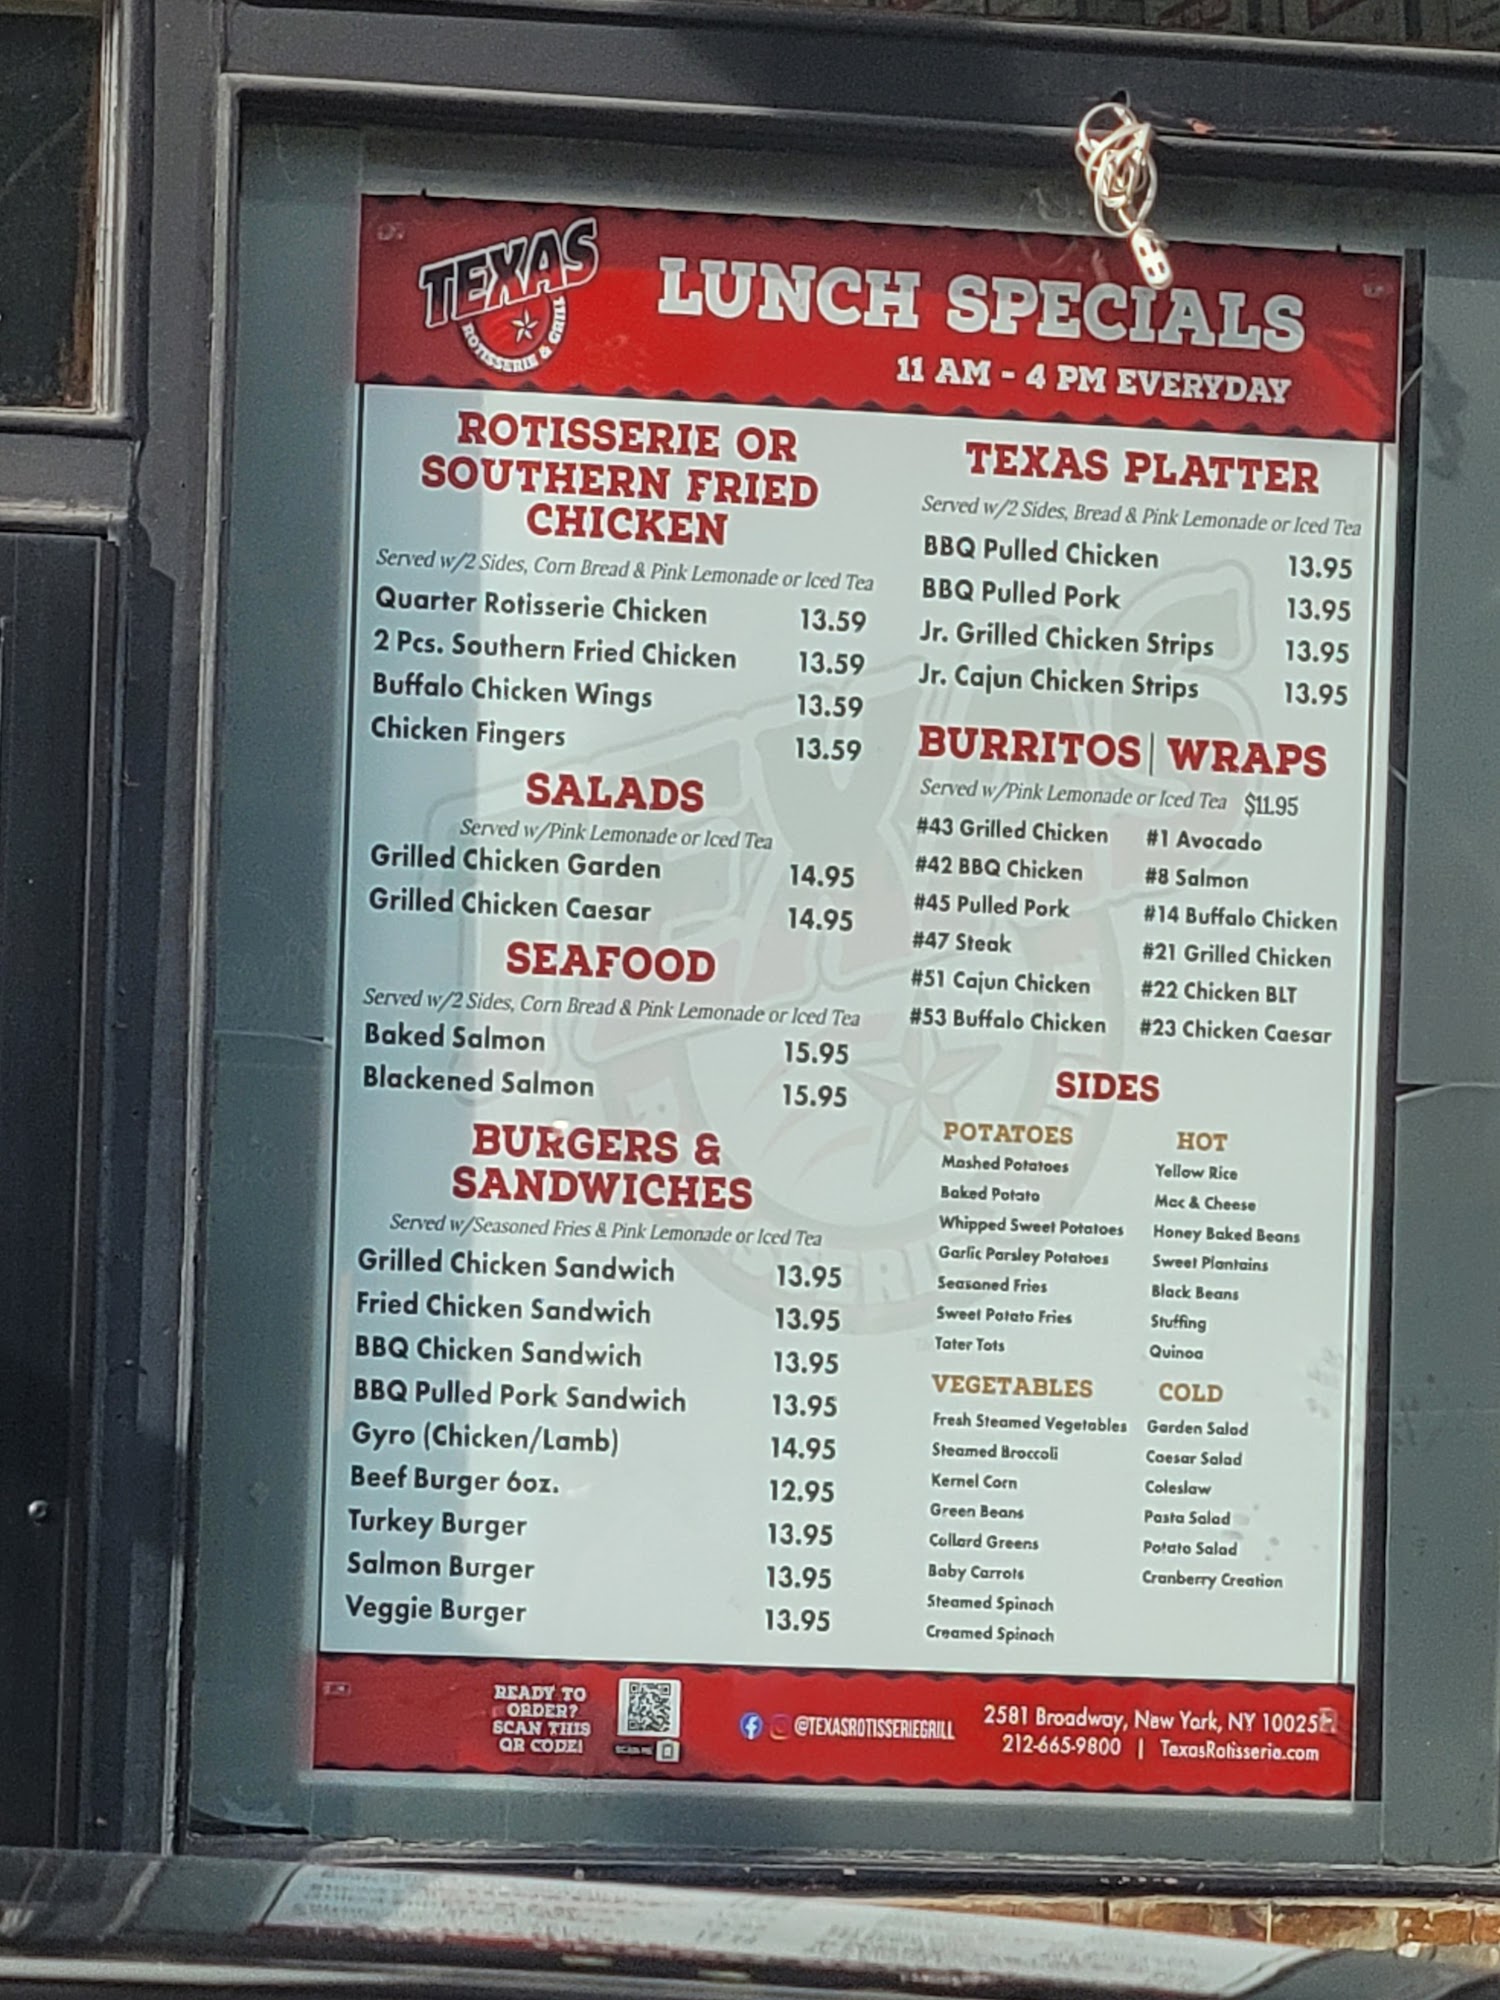 TEXAS
ROTISSERIE & GRILL
LUNCH SPECIALS
11 AM - 4 PM EVERYDAY
ROTISSERIE OR
SOUTHERN FRIED
CHICKEN
Served w/2 Sides, Corn Bread & Pink Lemonade or Iced Tea
Quarter Rotisserie Chicken 13.59
2 Pcs. Southern Fried Chicken 13.59
Buffalo Chicken Wings 13.59
Chicken Fingers 13.59
SALADS
Served w/Pink Lemonade or Iced Tea
Grilled Chicken Garden 14.95
Grilled Chicken Caesar 14.95
SEAFOOD
Served w/2 Sides, Corn Bread & Pink Lemonade or Iced Tea
Baked Salmon 15.95
Blackened Salmon 15.95
BURGERS &
SANDWICHES
Served w/Seasoned Fries & Pink Lemonade or Iced Tea
Grilled Chicken Sandwich 13.95
Fried Chicken Sandwich 13.95
BBQ Chicken Sandwich 13.95
BBQ Pulled Pork Sandwich 13.95
Gyro (Chicken/Lamb) 14.95
Beef Burger 6oz. 12.95
Turkey Burger 13.95
Salmon Burger 13.95
Veggie Burger 13.95
TEXAS PLATTER
Served w/2 Sides, Bread & Pink Lemonade or Iced Tea
BBQ Pulled Chicken 13.95
BBQ Pulled Pork 13.95
Jr. Grilled Chicken Strips 13.95
Jr. Cajun Chicken Strips 13.95
BURRITOS | WRAPS
Served w/Pink Lemonade or Iced Tea $11.95
#43 Grilled Chicken #1 Avocado
#42 BBQ Chicken #8 Salmon
#45 Pulled Pork #14 Buffalo Chicken
#47 Steak #21 Grilled Chicken
#51 Cajun Chicken #22 Chicken BLT
#53 Buffalo Chicken #23 Chicken Caesar
SIDES
POTATOES
Mashed Potatoes
Baked Potato
Whipped Sweet Potatoes
Garlic Parsley Potatoes
Seasoned Fries
Sweet Potato Fries
Tater Tots
HOT
Yellow Rice
Mac & Cheese
Honey Baked Beans
Sweet Plantains
Black Beans
Stuffing
Quinoa
VEGETABLES
Fresh Steamed Vegetables
Steamed Broccoli
Kernel Corn
Green Beans
Collard Greens
Baby Carrots
Steamed Spinach
Creamed Spinach
COLD
Garden Salad
Caesar Salad
Coleslaw
Pasta Salad
Potato Salad
Cranberry Creation
READY TO
ORDER?
SCAN THIS
QR CODE!
SCAN ME
@TEXASROTISSERIEGRILL
2581 Broadway, New York, NY 10025
212-665-9800 | TexasRotisserie.com